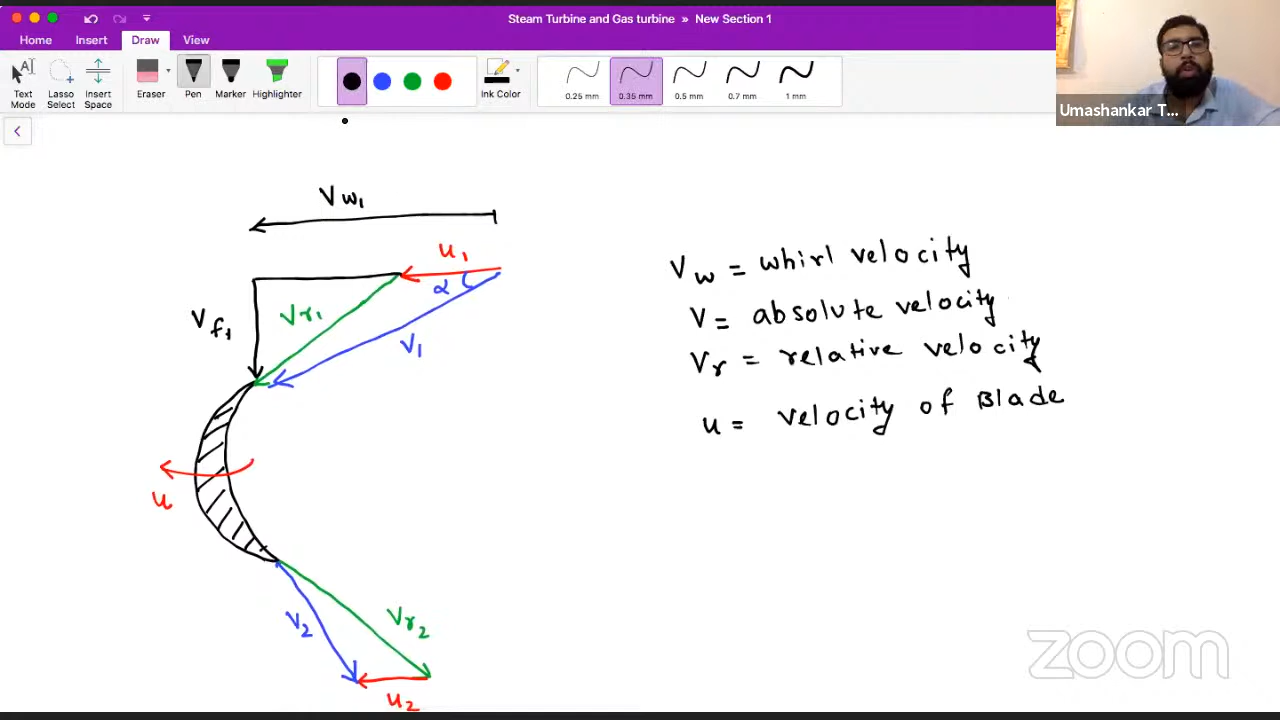 Steam Turbine and Gas turbine » New Section 1
Home Insert Draw View
Text Mode
Lasso Select
Insert Space
Eraser
Pen
Marker
Highlighter
Ink Color
0.25 mm
0.35 mm
0.5 mm
0.7 mm
1 mm
Umashankar T...
Vw1
u1
α
Vf1
Vr1
V1
u
V2
Vr2
u2
Vw = whirl velocity
V = absolute velocity
Vr = relative velocity
u = velocity of Blade
zoom